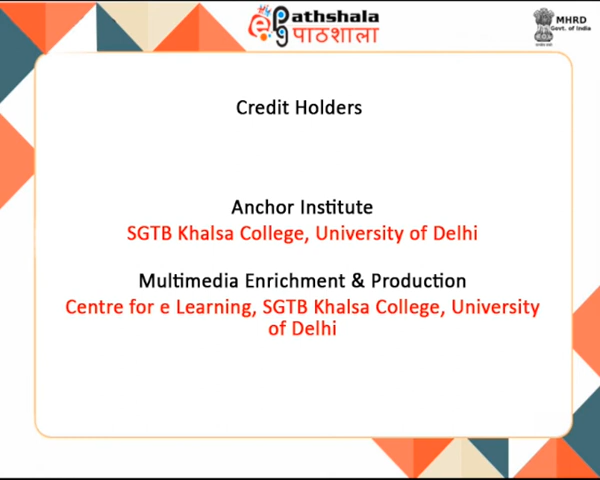 ePG Pathshala
पाठशाला
MHRD
Govt. of India
Credit Holders
Anchor Institute
SGTB Khalsa College, University of Delhi
Multimedia Enrichment & Production
Centre for e Learning, SGTB Khalsa College, University
of Delhi